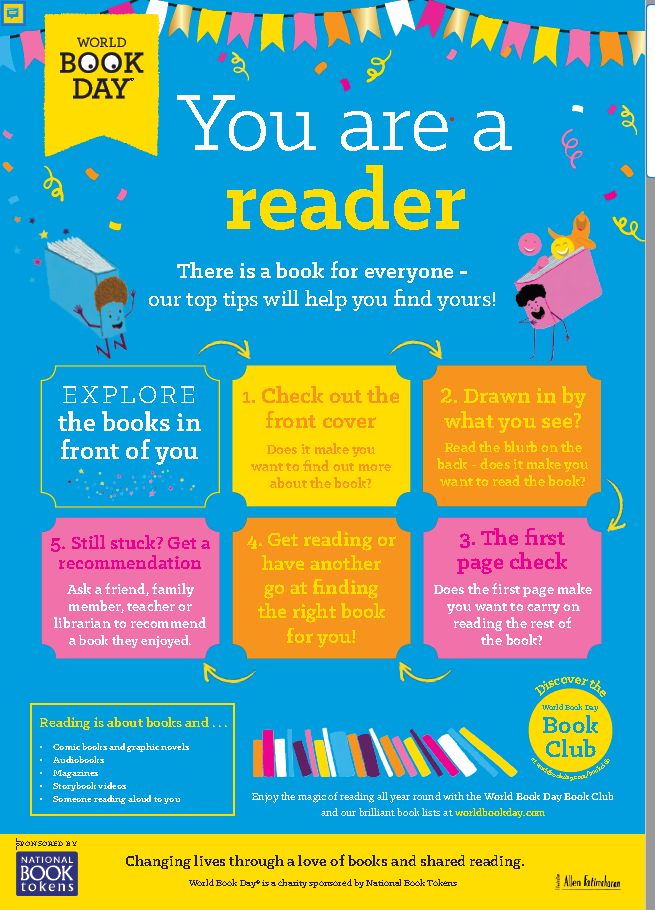 WORLD
BOOK
DAY
You are a
reader
There is a book for everyone -
our top tips will help you find yours!
EXPLORE
the books in
front of you
1. Check out the
front cover
Does it make you
want to find out more
about the book?
2. Drawn in by
what you see?
Read the blurb on the
back - does it make you
want to read the book?
3. The first
page check
Does the first page make
you want to carry on
reading the rest of
the book?
4. Get reading or
have another
go at finding
the right book
for you!
5. Still stuck? Get a
recommendation
Ask a friend, family
member, teacher or
librarian to recommend
a book they enjoyed.
Reading is about books and . . .
• Comic books and graphic novels
• Audiobooks
• Magazines
• Storybook videos
• Someone reading aloud to you
Discover the
World Book Day
Book
Club
Enjoy the magic of reading all year round with the World Book Day Book Club
and our brilliant book lists at worldbookday.com
SPONSORED BY
NATIONAL
BOOK
tokens
Changing lives through a love of books and shared reading.
World Book Day® is a charity sponsored by National Book Tokens
Allen Fatimaharan